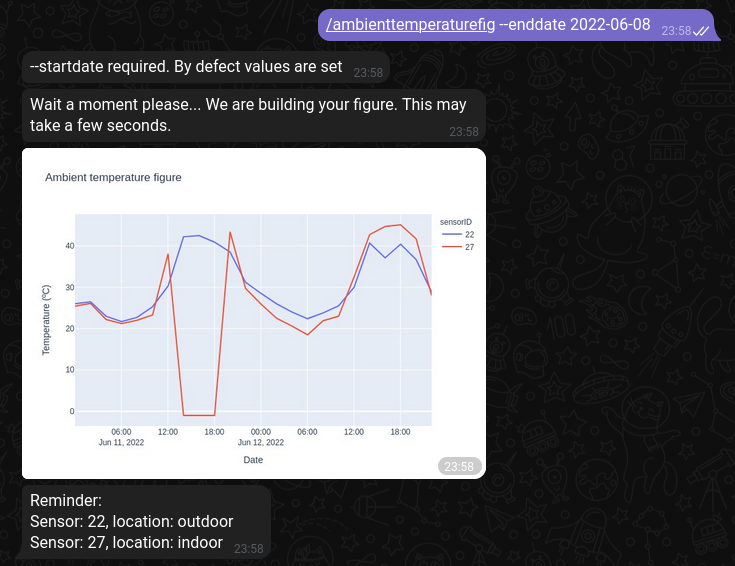 /ambienttemperaturefig --enddate 2022-06-08 23:58
--startdate required. By defect values are set 23:58
Wait a moment please... We are building your figure. This may
take a few seconds. 23:58
Ambient temperature figure
sensorID
22
27
40
30
20
10
0
Temperature (ºC)
06:00 12:00 18:00 00:00 06:00 12:00 18:00
Jun 11, 2022 Jun 12, 2022
Date
23:58
Reminder:
Sensor: 22, location: outdoor
Sensor: 27, location: indoor 23:58